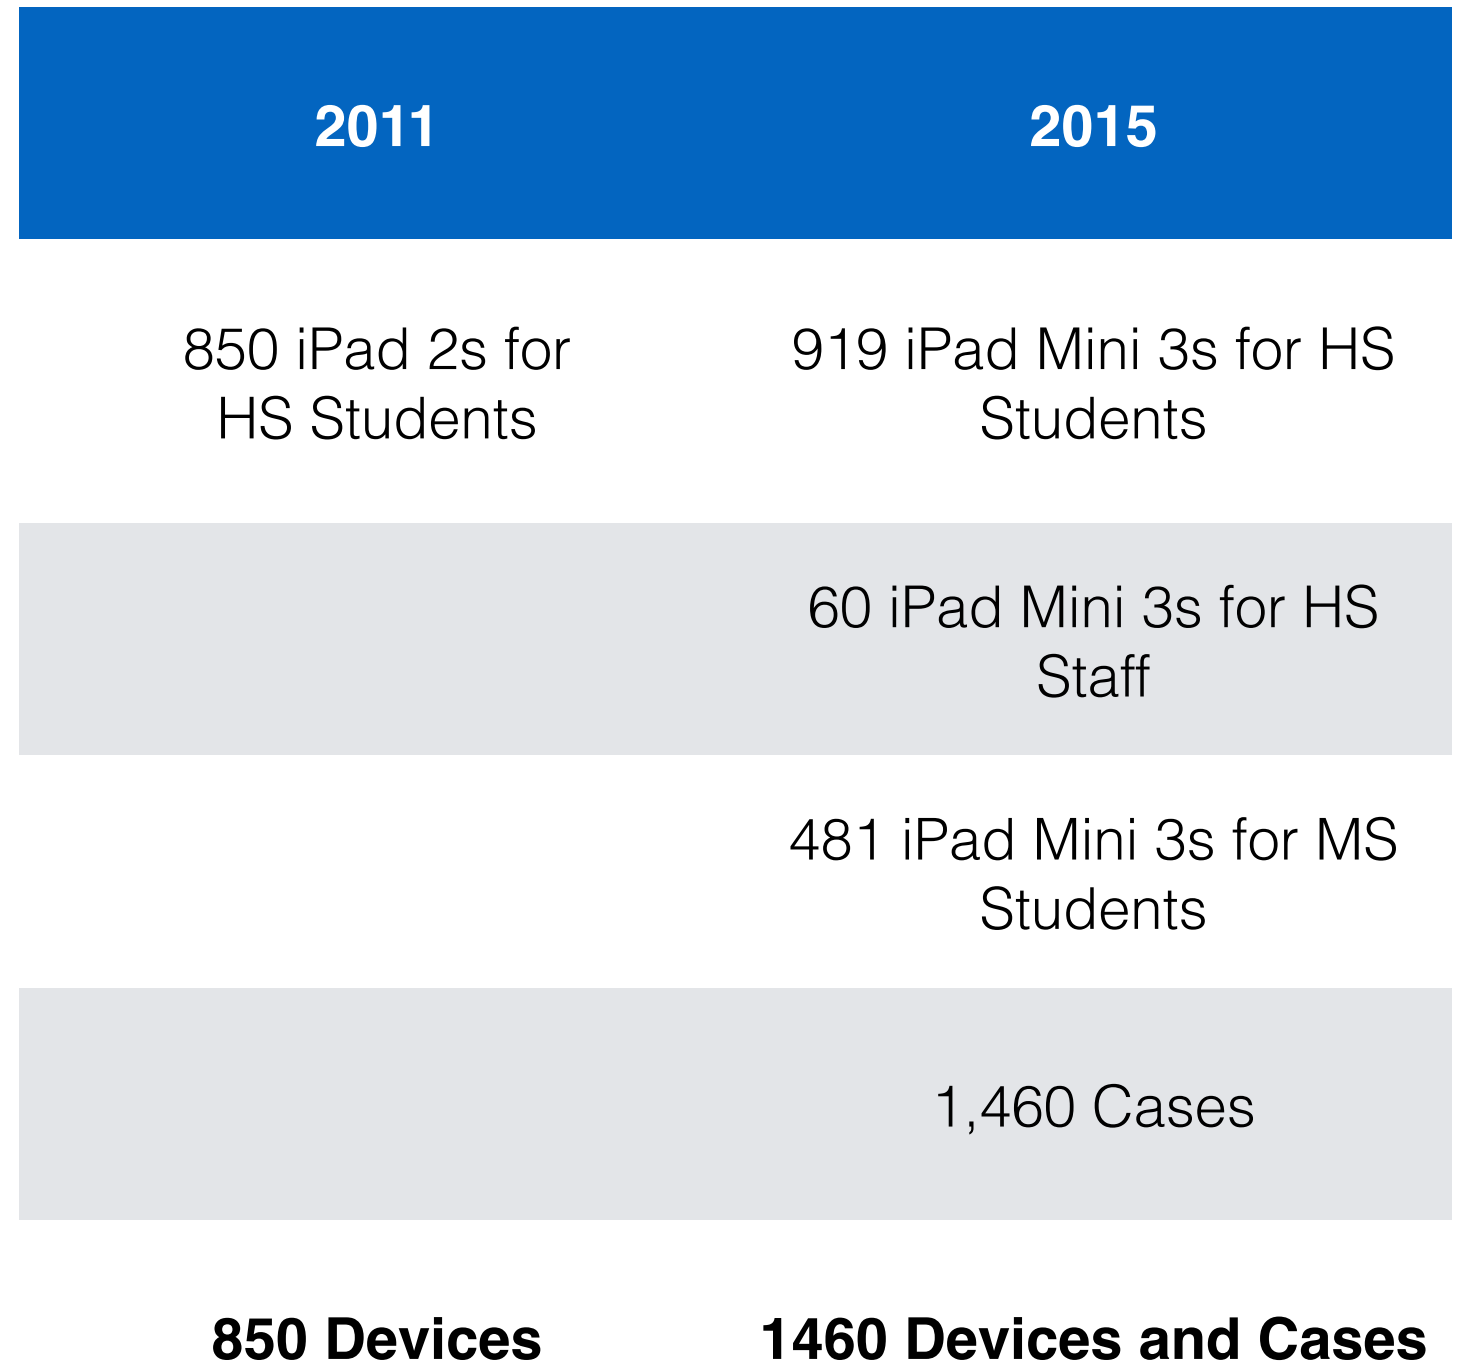 2011
2015
850 iPad 2s for
HS Students
919 iPad Mini 3s for HS
Students
60 iPad Mini 3s for HS
Staff
481 iPad Mini 3s for MS
Students
1,460 Cases
850 Devices
1460 Devices and Cases